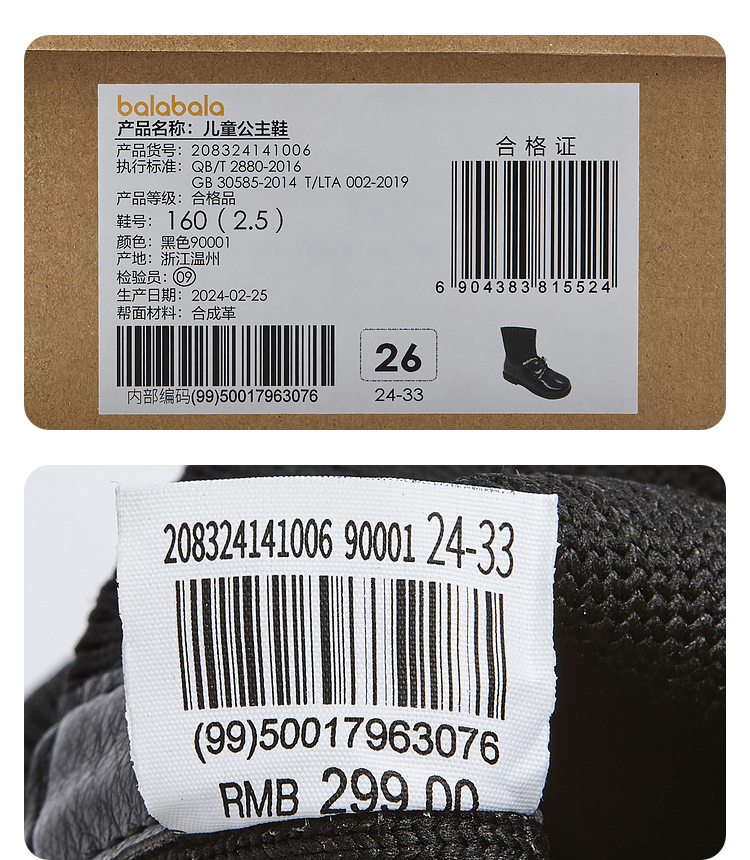 balabala
产品名称：儿童公主鞋
产品货号：208324141006
执行标准：QB/T 2880-2016
GB 30585-2014 T/LTA 002-2019
产品等级：合格品
鞋号：160（2.5）
颜色：黑色90001
产地：浙江温州
检验员：09
生产日期：2024-02-25
帮面材料：合成革
内部编码(99)50017963076
26
24-33
合格证
6 904383 815524
208324141006 90001 24-33
(99)50017963076
RMB 299.00